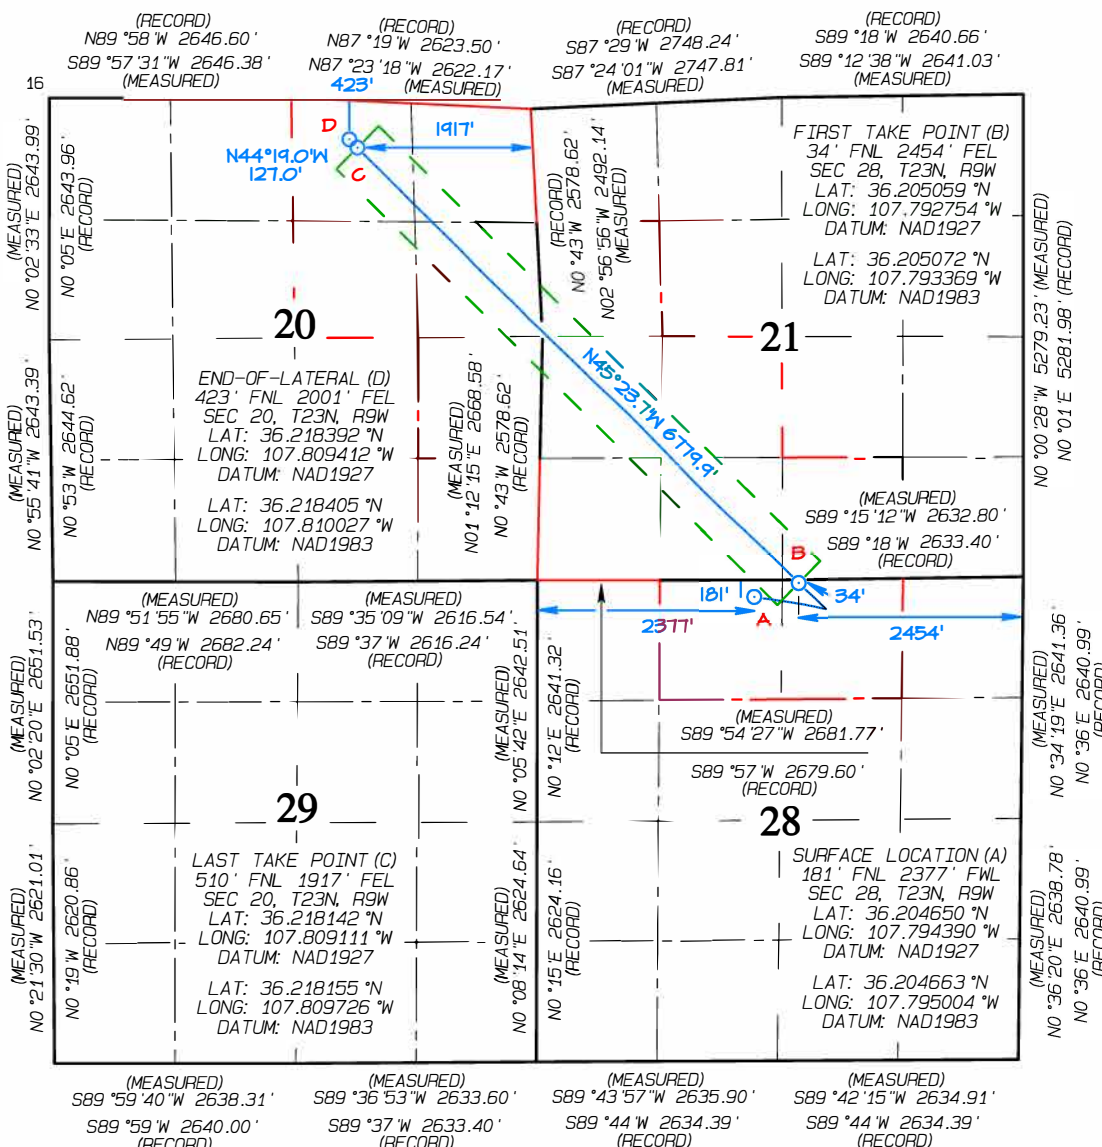 (RECORD)
N89°58'W 2646.60'
S89°57'31"W 2646.38'
(MEASURED)
(RECORD)
N87°19'W 2623.50'
N87°23'18"W 2622.17'
(MEASURED)
(RECORD)
S87°29'W 2748.24'
S87°24'01"W 2747.81'
(MEASURED)
(RECORD)
S89°18'W 2640.66'
S89°12'38"W 2641.03'
(MEASURED)
16
423'
D
1917'
N44°19.0'W
127.0'
C
(MEASURED)
N0°02'33"E 2643.99'
N0°05'E 2643.96'
(RECORD)
(RECORD)
N0°43'W 2578.62'
N02°56'56"W 2492.14'
(MEASURED)
FIRST TAKE POINT (B)
34' FNL 2454' FEL
SEC 28, T23N, R9W
LAT: 36.205059°N
LONG: 107.792754°W
DATUM: NAD1927
LAT: 36.205072°N
LONG: 107.793369°W
DATUM: NAD1983
N0°00'28"W 5279.23' (MEASURED)
N0°01'E 5281.98' (RECORD)
20
21
N45°23.7'W 6779.9'
END-OF-LATERAL (D)
423' FNL 2001' FEL
SEC 20, T23N, R9W
LAT: 36.218392°N
LONG: 107.809412°W
DATUM: NAD1927
LAT: 36.218405°N
LONG: 107.810027°W
DATUM: NAD1983
N0°55'41"W 2643.39'
N0°53'W 2644.62'
(RECORD)
(MEASURED)
N01°12'15"E 2668.58'
N0°43'W 2578.62'
(RECORD)
(MEASURED)
S89°15'12"W 2632.80'
S89°18'W 2633.40'
(RECORD)
B
181'
A
34'
2377'
2454'
(MEASURED)
N89°51'55"W 2680.65'
N89°49'W 2682.24'
(RECORD)
(MEASURED)
S89°35'09"W 2616.54'
S89°37'W 2616.24'
(RECORD)
(MEASURED)
N0°02'20"E 2651.53'
N0°05'E 2651.88'
(RECORD)
(MEASURED)
N0°05'42"E 2642.51'
N0°12'E 2641.32'
(RECORD)
(MEASURED)
S89°54'27"W 2681.77'
S89°57'W 2679.60'
(RECORD)
(MEASURED)
N0°34'19"E 2641.36'
N0°36'E 2640.99'
(RECORD)
29
28
LAST TAKE POINT (C)
510' FNL 1917' FEL
SEC 20, T23N, R9W
LAT: 36.218142°N
LONG: 107.809111°W
DATUM: NAD1927
LAT: 36.218155°N
LONG: 107.809726°W
DATUM: NAD1983
SURFACE LOCATION (A)
181' FNL 2377' FWL
SEC 28, T23N, R9W
LAT: 36.204650°N
LONG: 107.794390°W
DATUM: NAD1927
LAT: 36.204663°N
LONG: 107.795004°W
DATUM: NAD1983
(MEASURED)
N0°21'30"W 2621.01'
N0°19'W 2620.86'
(RECORD)
(MEASURED)
N0°08'14"E 2624.64'
N0°15'E 2624.16'
(RECORD)
(MEASURED)
N0°36'20"E 2638.78'
N0°36'E 2640.99'
(RECORD)
(MEASURED)
S89°59'40"W 2638.31'
S89°59'W 2640.00'
(RECORD)
(MEASURED)
S89°36'53"W 2633.60'
S89°37'W 2633.40'
(RECORD)
(MEASURED)
S89°43'57"W 2635.90'
S89°44'W 2634.39'
(RECORD)
(MEASURED)
S89°42'15"W 2634.91'
S89°44'W 2634.39'
(RECORD)